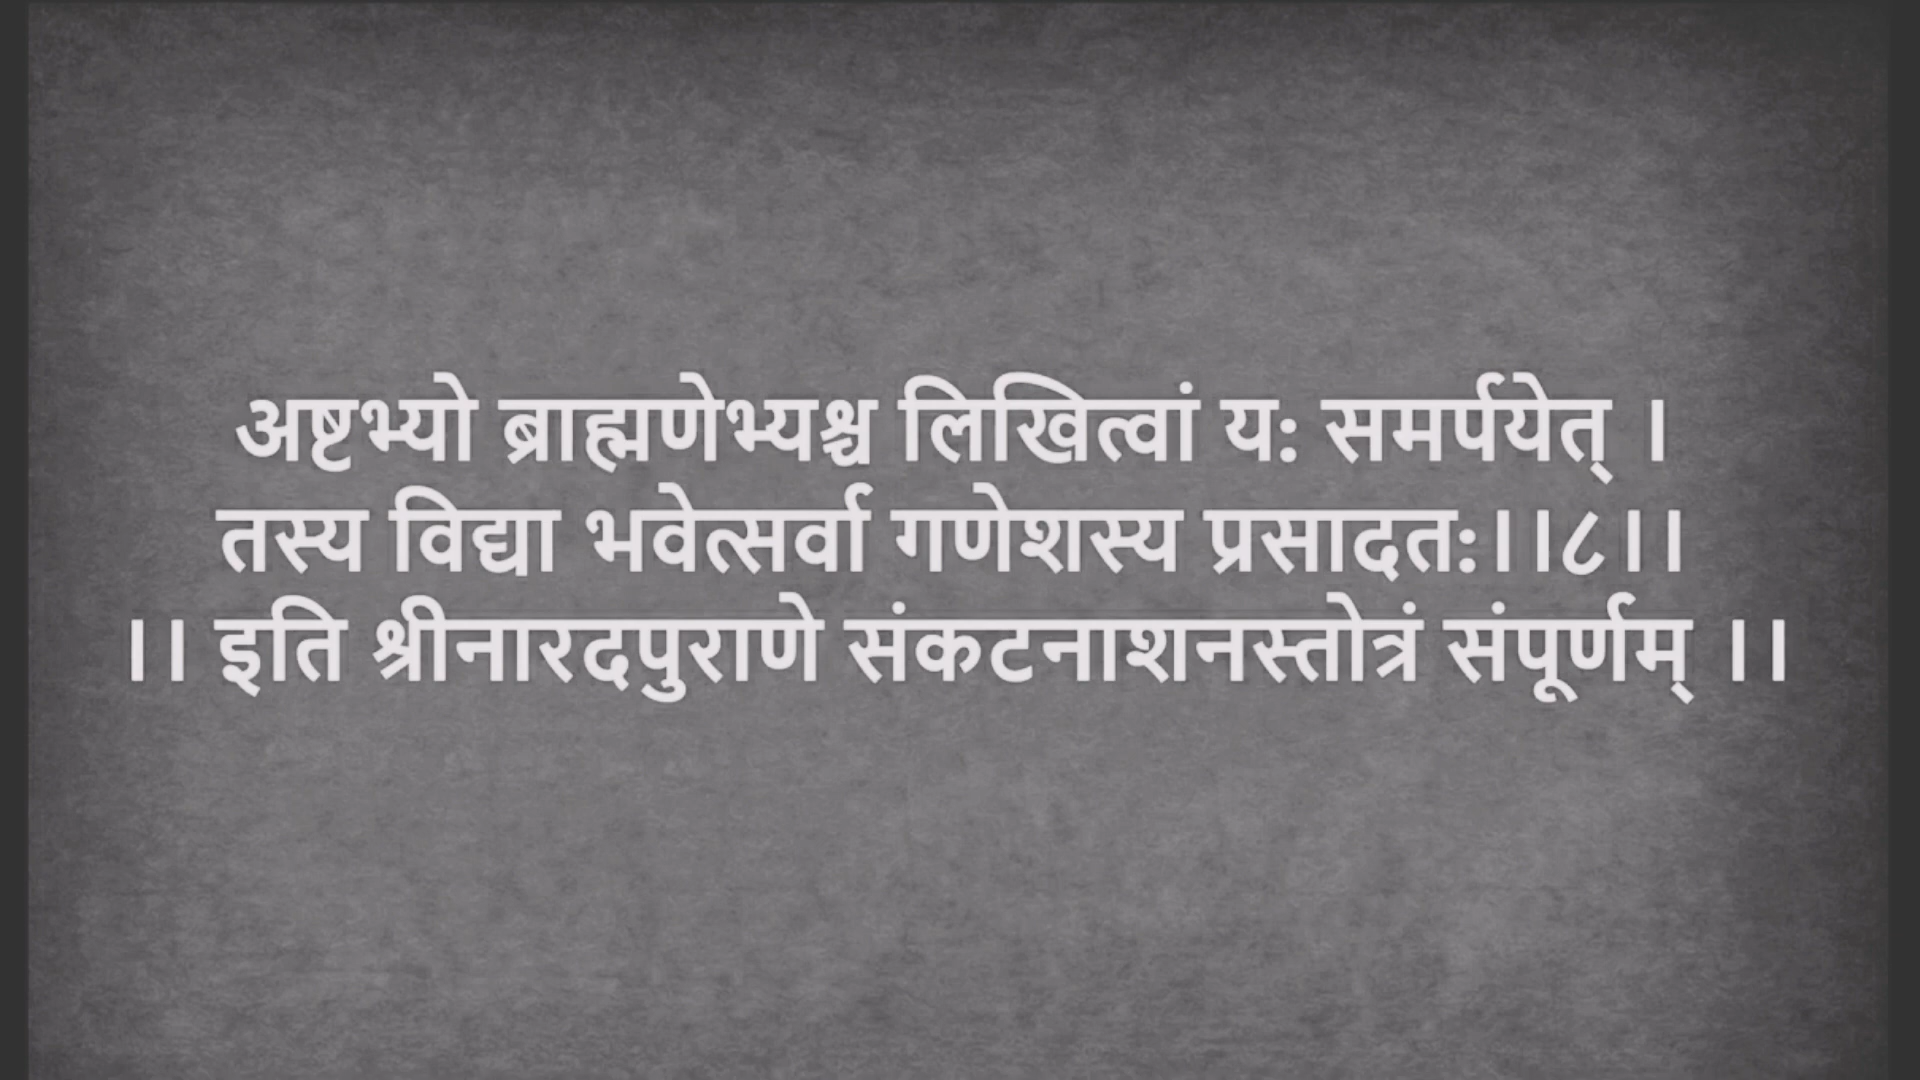 अष्टभ्यो ब्राह्मणेभ्यश्च लिखित्वां य: समर्पयेत् ।
तस्य विद्या भवेत्सर्वा गणेशस्य प्रसादत:।।८।।
।। इति श्रीनारदपुराणे संकटनाशनस्तोत्रं संपूर्णम् ।।